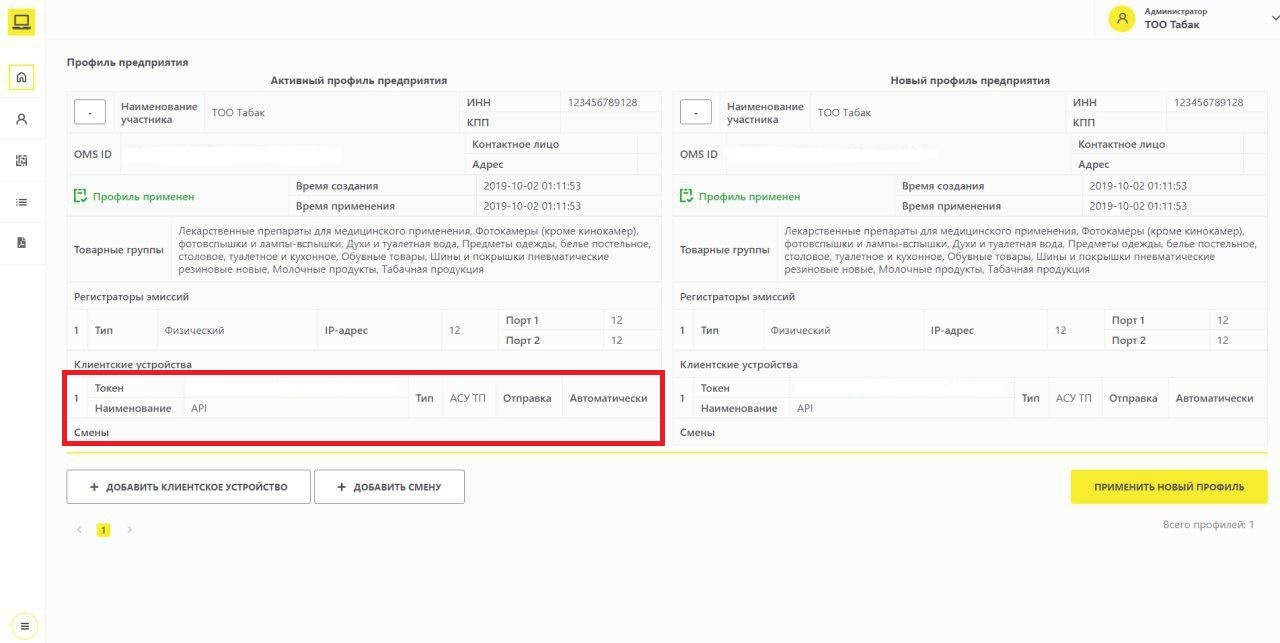 Администратор
ТОО Табак
Профиль предприятия
Активный профиль предприятия
-
Наименование участника
ТОО Табак
ИНН
123456789128
КПП
OMS ID
Контактное лицо
Адрес
Профиль применен
Время создания
2019-10-02 01:11:53
Время применения
2019-10-02 01:11:53
Товарные группы
Лекарственные препараты для медицинского применения, Фотокамеры (кроме кинокамер),
фотовспышки и лампы-вспышки, Духи и туалетная вода, Предметы одежды, белье постельное,
столовое, туалетное и кухонное, Обувные товары, Шины и покрышки пневматические
резиновые новые, Молочные продукты, Табачная продукция
Регистраторы эмиссий
1
Тип
Физический
IP-адрес
12
Порт 1
12
Порт 2
12
Клиентские устройства
1
Токен
Наименование
API
Тип
АСУ ТП
Отправка
Автоматически
Смены
Новый профиль предприятия
-
Наименование участника
ТОО Табак
ИНН
123456789128
КПП
OMS ID
Контактное лицо
Адрес
Профиль применен
Время создания
2019-10-02 01:11:53
Время применения
2019-10-02 01:11:53
Товарные группы
Лекарственные препараты для медицинского применения, Фотокамеры (кроме кинокамер),
фотовспышки и лампы-вспышки, Духи и туалетная вода, Предметы одежды, белье постельное,
столовое, туалетное и кухонное, Обувные товары, Шины и покрышки пневматические
резиновые новые, Молочные продукты, Табачная продукция
Регистраторы эмиссий
1
Тип
Физический
IP-адрес
12
Порт 1
12
Порт 2
12
Клиентские устройства
1
Токен
Наименование
API
Тип
АСУ ТП
Отправка
Автоматически
Смены
+ ДОБАВИТЬ КЛИЕНТСКОЕ УСТРОЙСТВО
+ ДОБАВИТЬ СМЕНУ
ПРИМЕНИТЬ НОВЫЙ ПРОФИЛЬ
< 1 >
Всего профилей: 1